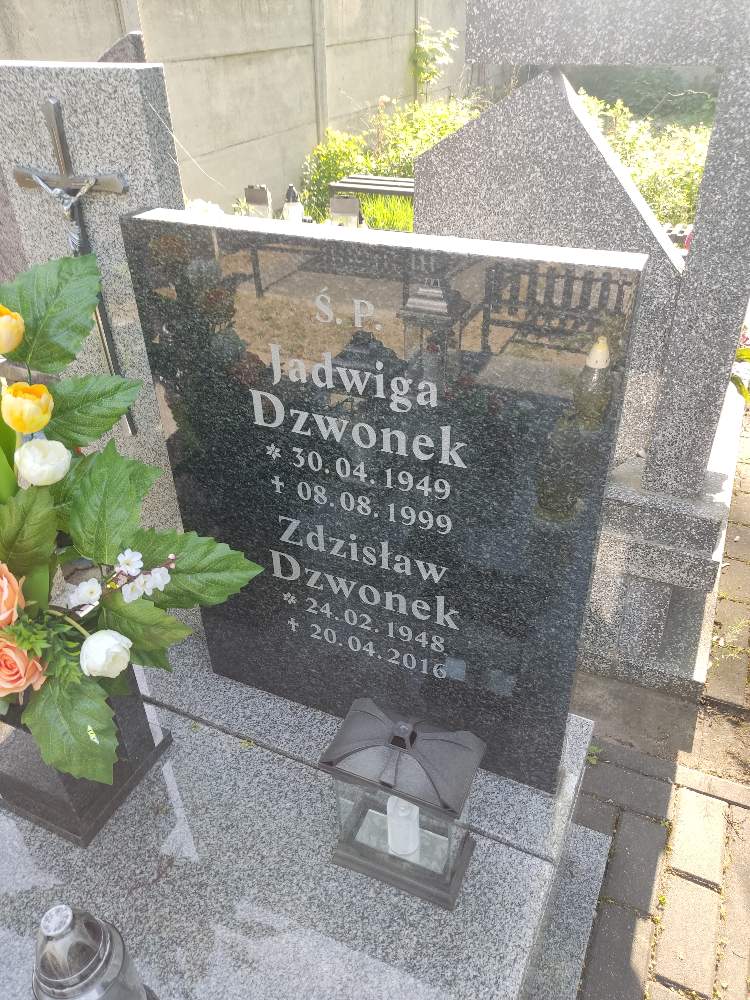 Ś. P.
Jadwiga
Dzwonek
* 30.04.1949
✝ 08.08.1999
Zdzisław
Dzwonek
* 24.02.1948
✝ 20.04.2016